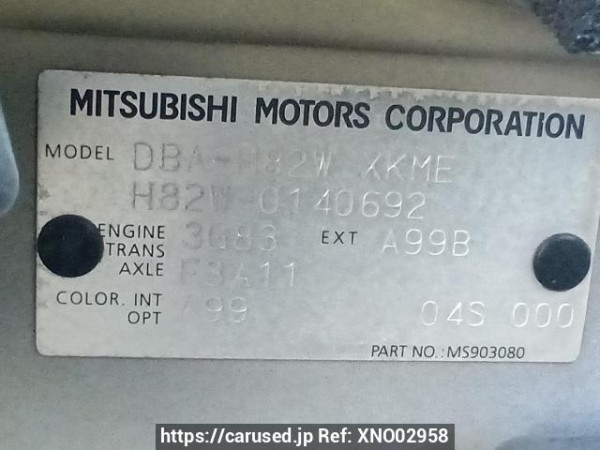 MITSUBISHI MOTORS CORPORATION
MODEL DBA-H82W XKME
H82W-0140692
ENGINE 3G83 EXT A99B
TRANS
AXLE F3A11
COLOR. INT 99
OPT 04S 000
PART NO.:MS903080
https://carused.jp Ref: XNO02958